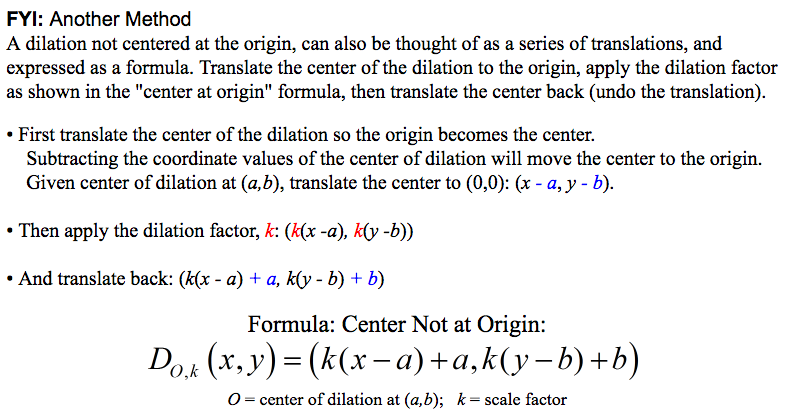 FYI: Another Method
A dilation not centered at the origin, can also be thought of as a series of translations, and
expressed as a formula. Translate the center of the dilation to the origin, apply the dilation factor
as shown in the "center at origin" formula, then translate the center back (undo the translation).
• First translate the center of the dilation so the origin becomes the center.
Subtracting the coordinate values of the center of dilation will move the center to the origin.
Given center of dilation at (a,b), translate the center to (0,0): (x - a, y - b).
• Then apply the dilation factor, k: (k(x -a), k(y -b))
• And translate back: (k(x - a) + a, k(y - b) + b)
Formula: Center Not at Origin:
D_{O,k} (x, y) = (k(x − a) + a, k(y − b) + b)
O = center of dilation at (a,b); k = scale factor